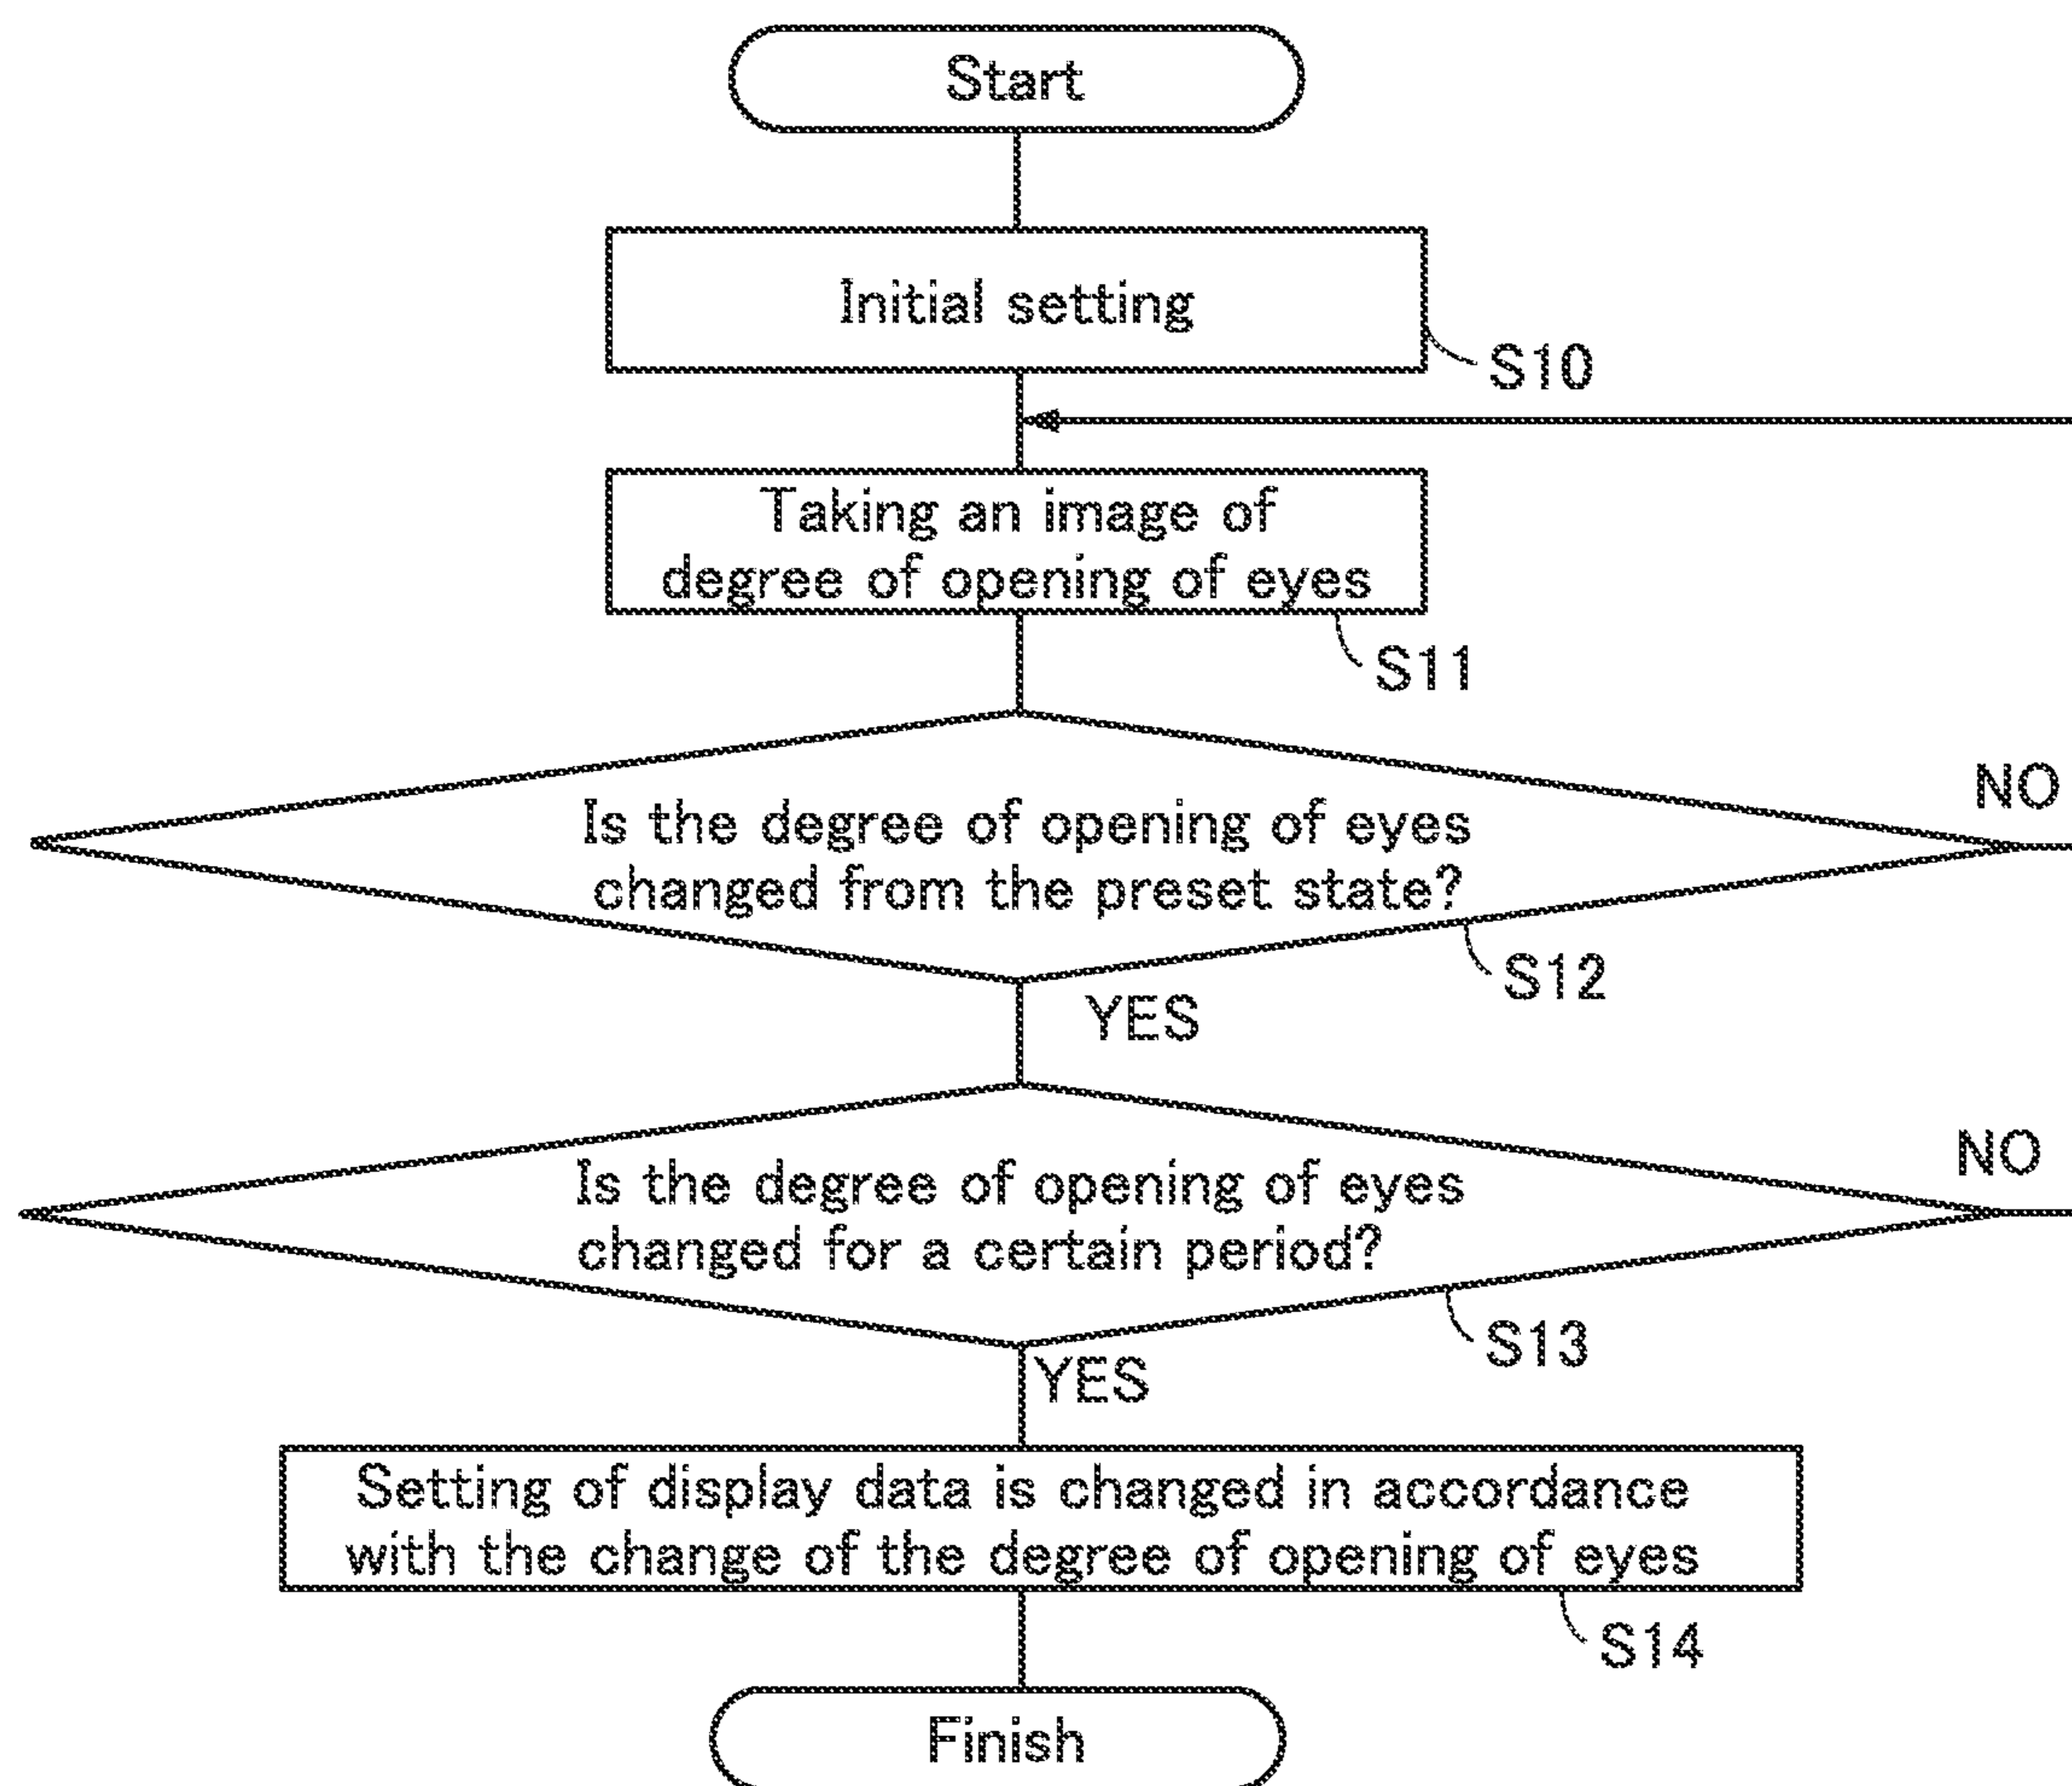 Start
Initial setting
S10
Taking an image of
degree of opening of eyes
S11
NO
Is the degree of opening of eyes
changed from the preset state?
S12
YES
NO
Is the degree of opening of eyes
changed for a certain period?
S13
YES
Setting of display data is changed in accordance
with the change of the degree of opening of eyes
S14
Finish